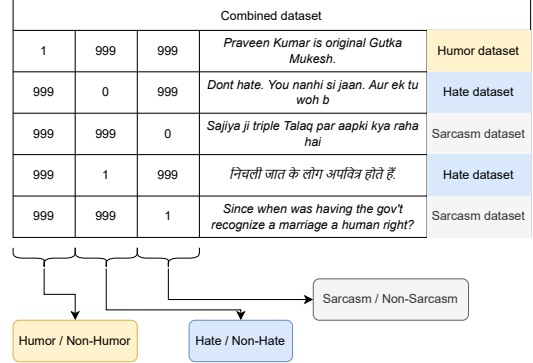 Combined dataset
1 999 999 Praveen Kumar is original Gutka Humor dataset
Mukesh.
999 0 999 Dont hate. You nanhi si jaan. Aur ek tu Hate dataset
woh b
999 999 0 Sajiya ji triple Talaq par aapki kya raha Sarcasm dataset
hai
999 1 999 निचली जात के लोग अपवित्र होते हैं. Hate dataset
999 999 1 Since when was having the gov't Sarcasm dataset
recognize a marriage a human right?
Sarcasm / Non-Sarcasm
Humor / Non-Humor Hate / Non-Hate